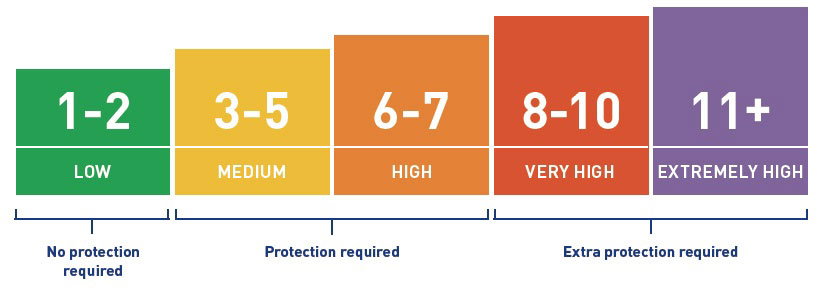 1-2
3-5
6-7
8-10
11+
LOW
MEDIUM
HIGH
VERY HIGH
EXTREMELY HIGH
No protection
required
Protection required
Extra protection required